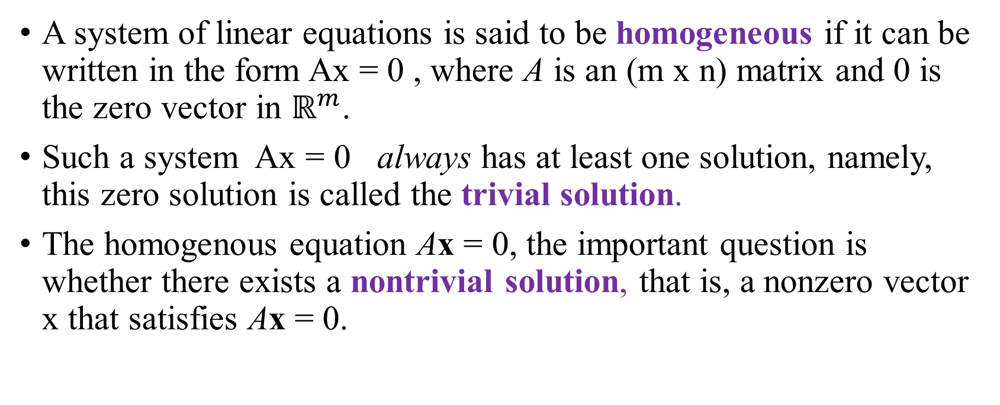 • A system of linear equations is said to be homogeneous if it can be
written in the form Ax = 0 , where A is an (m x n) matrix and 0 is
the zero vector in ℝᵐ.
• Such a system Ax = 0 always has at least one solution, namely,
this zero solution is called the trivial solution.
• The homogenous equation Ax = 0, the important question is
whether there exists a nontrivial solution, that is, a nonzero vector
x that satisfies Ax = 0.